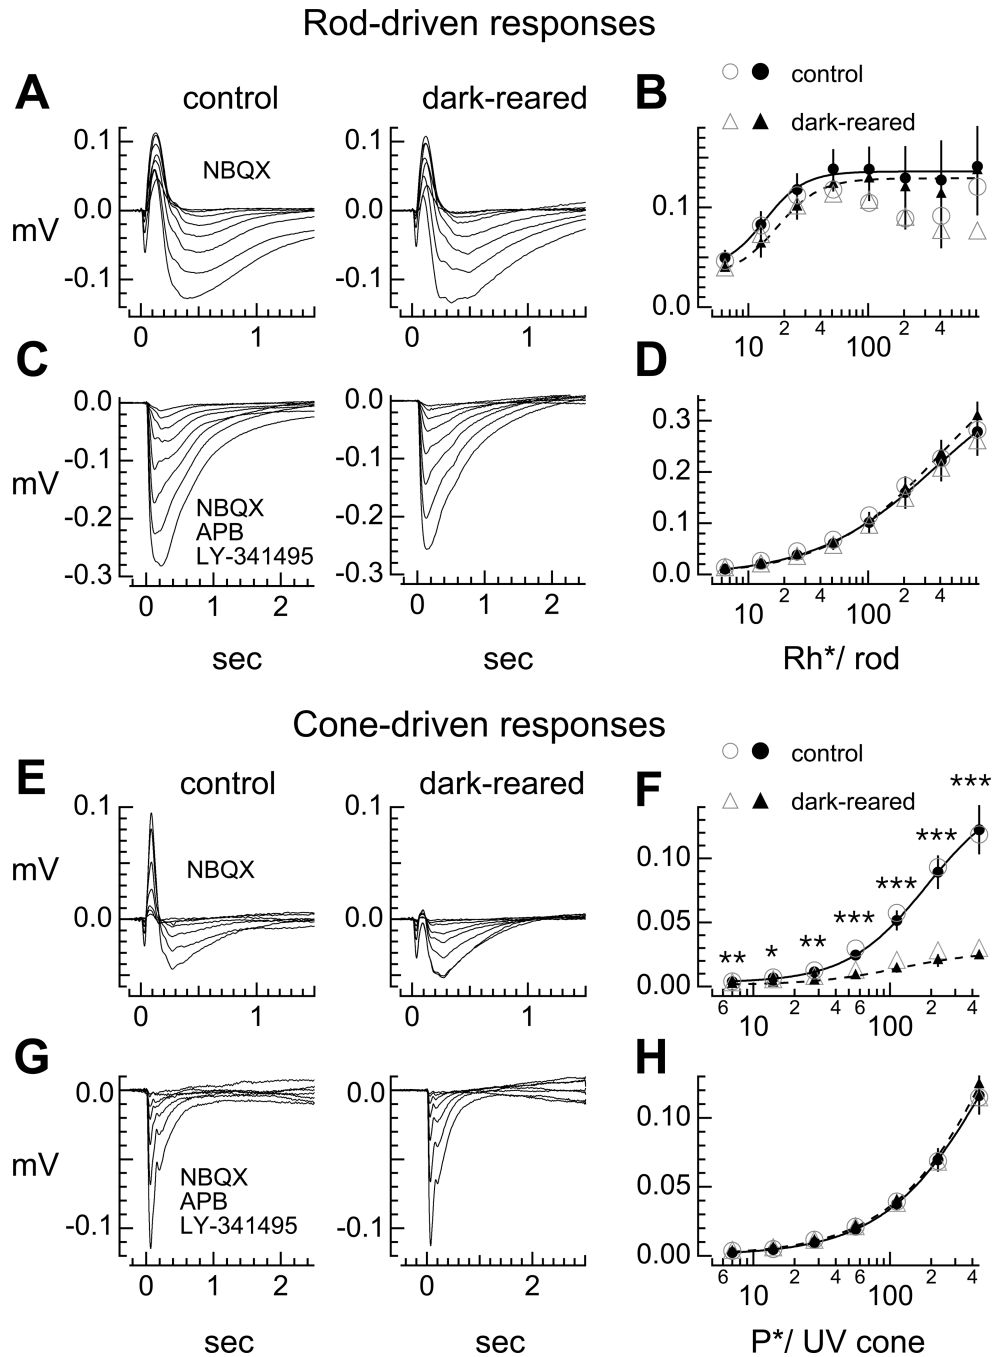 Rod-driven responses
A
control
dark-reared
B
control
dark-reared
0.1
0.0
-0.1
mV
NBQX
0
1
0.1
0.0
-0.1
0
1
0.1
0.0
10
2
4
100
2
4
C
0.0
-0.1
-0.2
-0.3
mV
NBQX
APB
LY-341495
0
1
2
sec
0.0
-0.1
-0.2
-0.3
0
1
2
sec
D
0.3
0.2
0.1
0.0
10
2
4
100
2
4
Rh*/ rod
Cone-driven responses
E
control
dark-reared
F
control
dark-reared
0.1
0.0
mV
NBQX
0
1
0.1
0.0
0
1
0.10
0.05
0.00
**
*
**
***
***
***
***
6
10
2
4
6
100
2
4
G
0.0
-0.1
mV
NBQX
APB
LY-341495
0
1
2
sec
0.0
-0.1
0
1
2
sec
H
0.10
0.05
0.00
6
10
2
4
6
100
2
4
P*/ UV cone